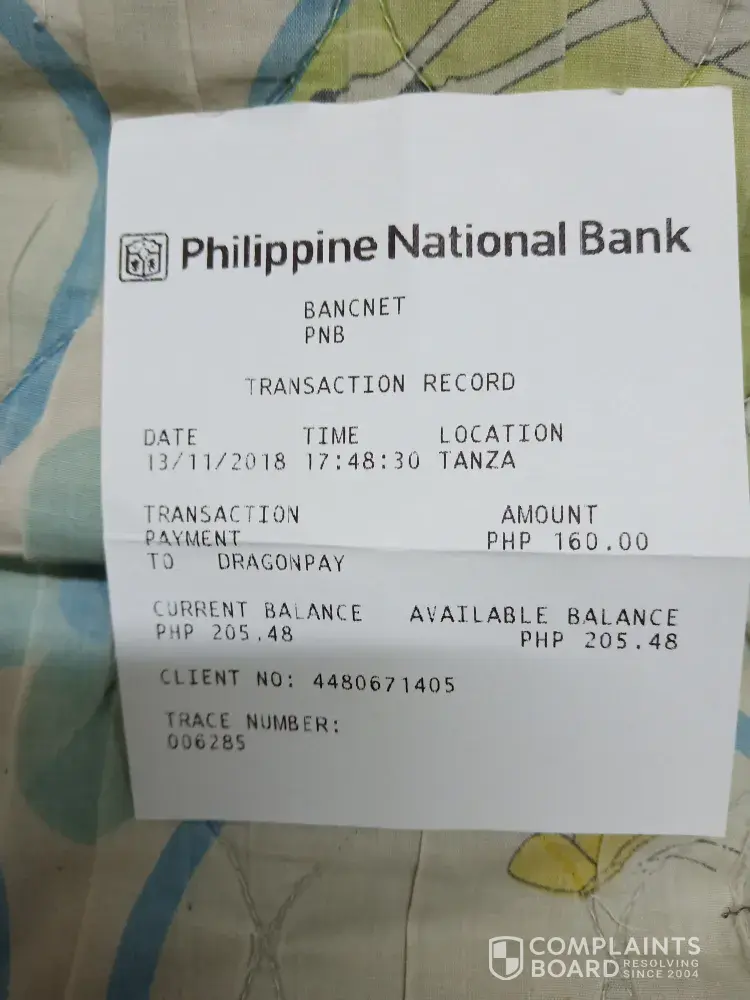 Philippine National Bank
BANCNET
PNB
TRANSACTION RECORD
DATE TIME LOCATION
13/11/2018 17:48:30 TANZA
TRANSACTION AMOUNT
PAYMENT PHP 160.00
TO DRAGONPAY
CURRENT BALANCE AVAILABLE BALANCE
PHP 205.48 PHP 205.48
CLIENT NO: 4480671405
TRACE NUMBER:
006285
COMPLAINTS
BOARD RESOLVING
SINCE 2004